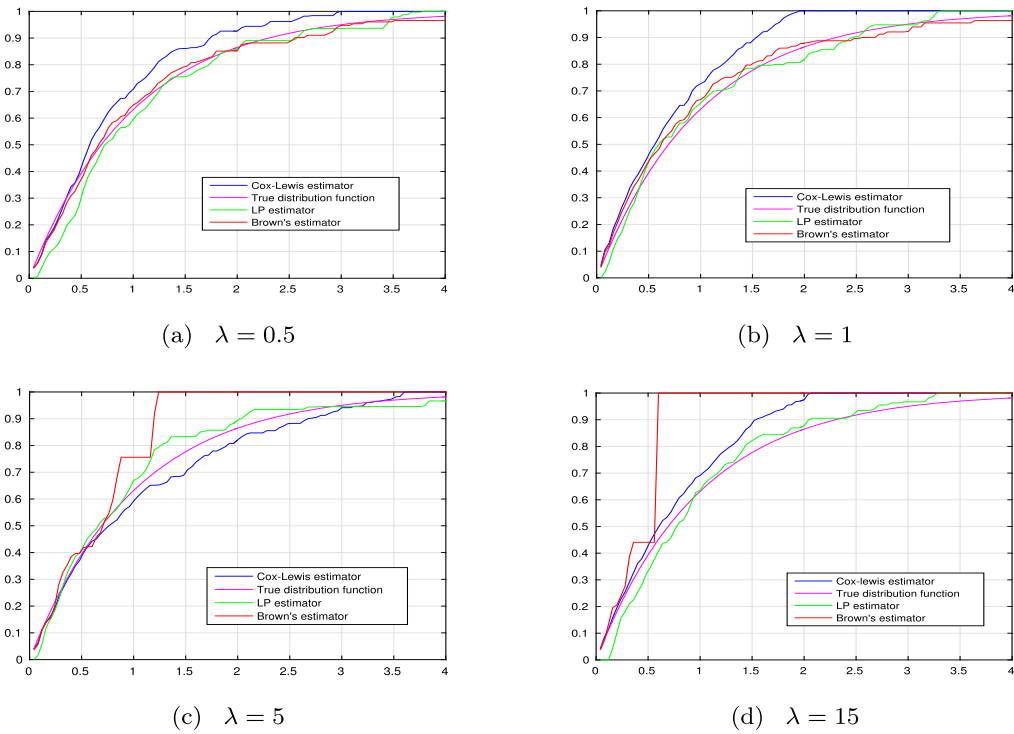 1
0.9
0.8
0.7
0.6
0.5
0.4
0.3
0.2
0.1
0
0 0.5 1 1.5 2 2.5 3 3.5 4
Cox-Lewis estimator
True distribution function
LP estimator
Brown's estimator
(a) λ = 0.5
1
0.9
0.8
0.7
0.6
0.5
0.4
0.3
0.2
0.1
0
0 0.5 1 1.5 2 2.5 3 3.5 4
Cox-Lewis estimator
True distribution function
LP estimator
Brown's estimator
(b) λ = 1
1
0.9
0.8
0.7
0.6
0.5
0.4
0.3
0.2
0.1
0
0 0.5 1 1.5 2 2.5 3 3.5 4
Cox-Lewis estimator
True distribution function
LP estimator
Brown's estimator
(c) λ = 5
1
0.9
0.8
0.7
0.6
0.5
0.4
0.3
0.2
0.1
0
0 0.5 1 1.5 2 2.5 3 3.5 4
Cox-lewis estimator
True distribution function
LP estimator
Brown's estimator
(d) λ = 15